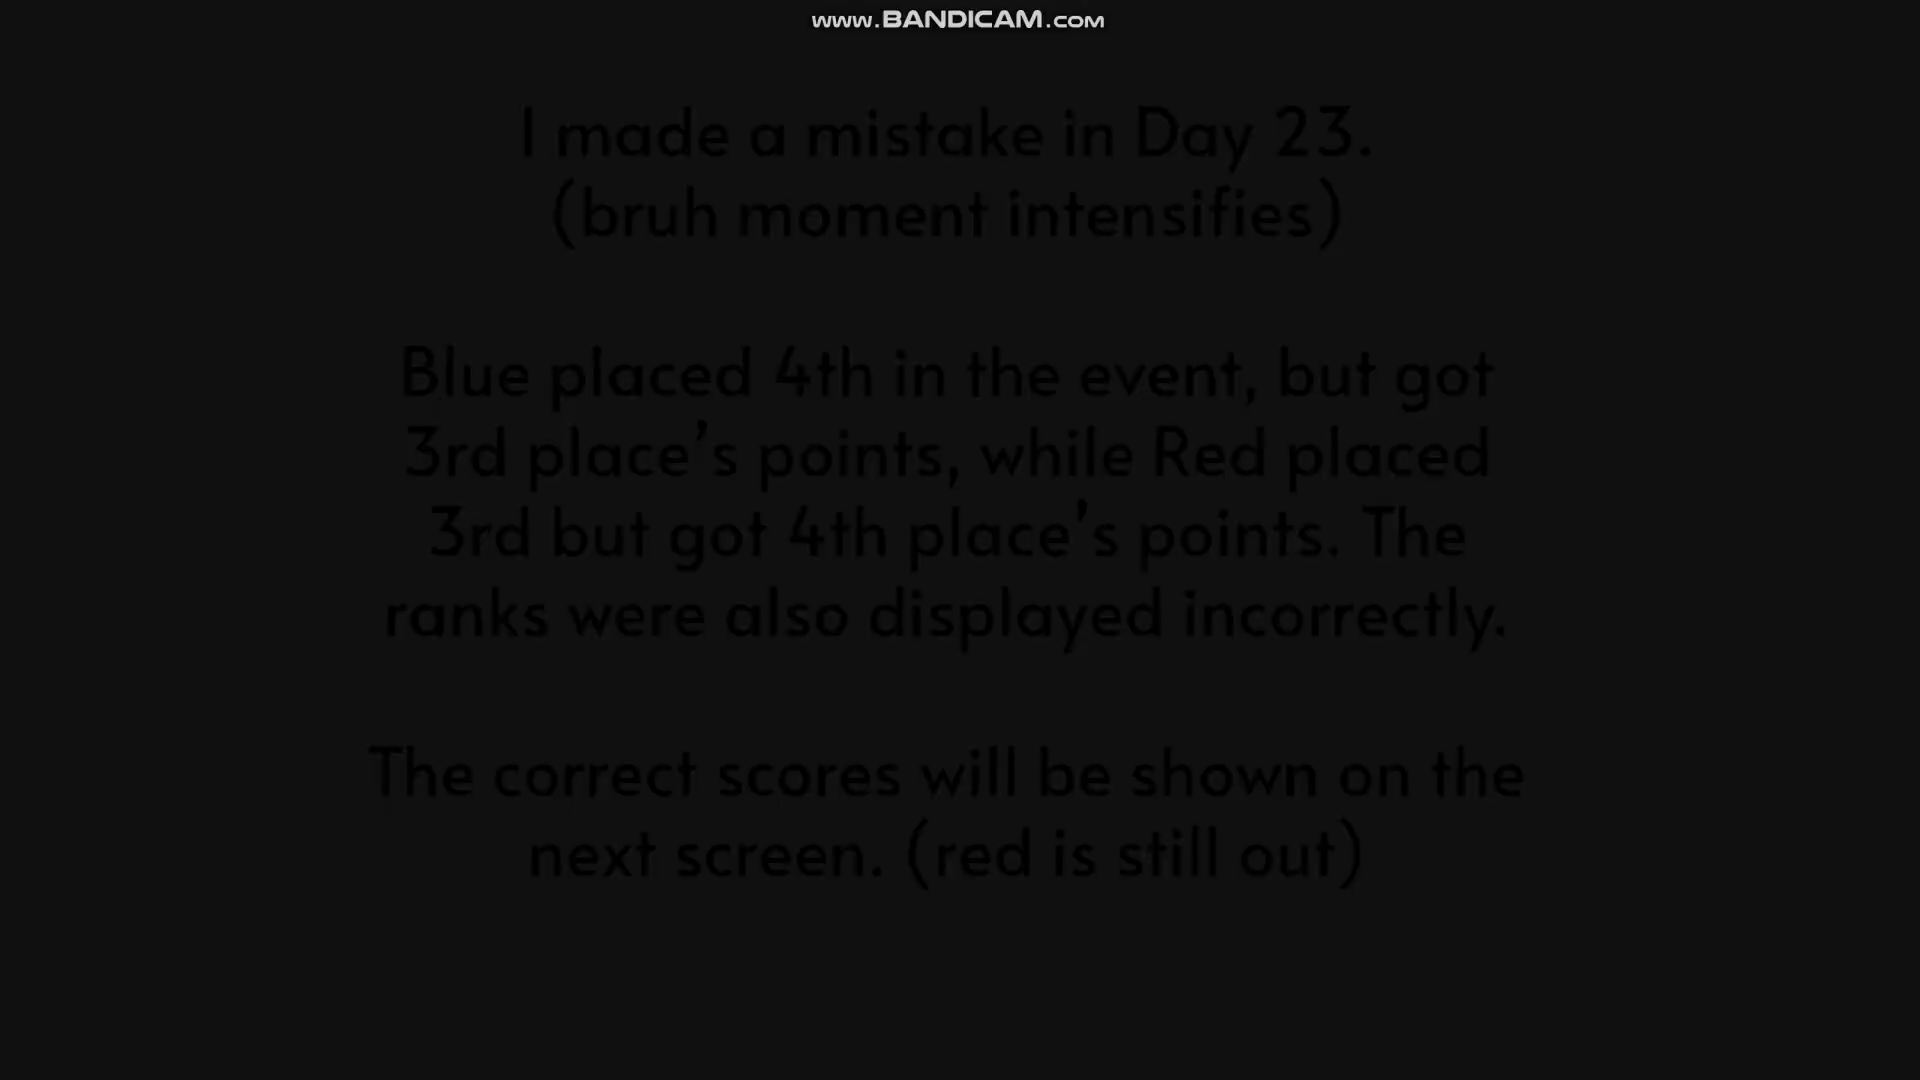 www.BANDICAM.com
I made a mistake in Day 23.
(bruh moment intensifies)
Blue placed 4th in the event, but got
3rd place’s points, while Red placed
3rd but got 4th place’s points. The
ranks were also displayed incorrectly.
The correct scores will be shown on the
next screen. (red is still out)